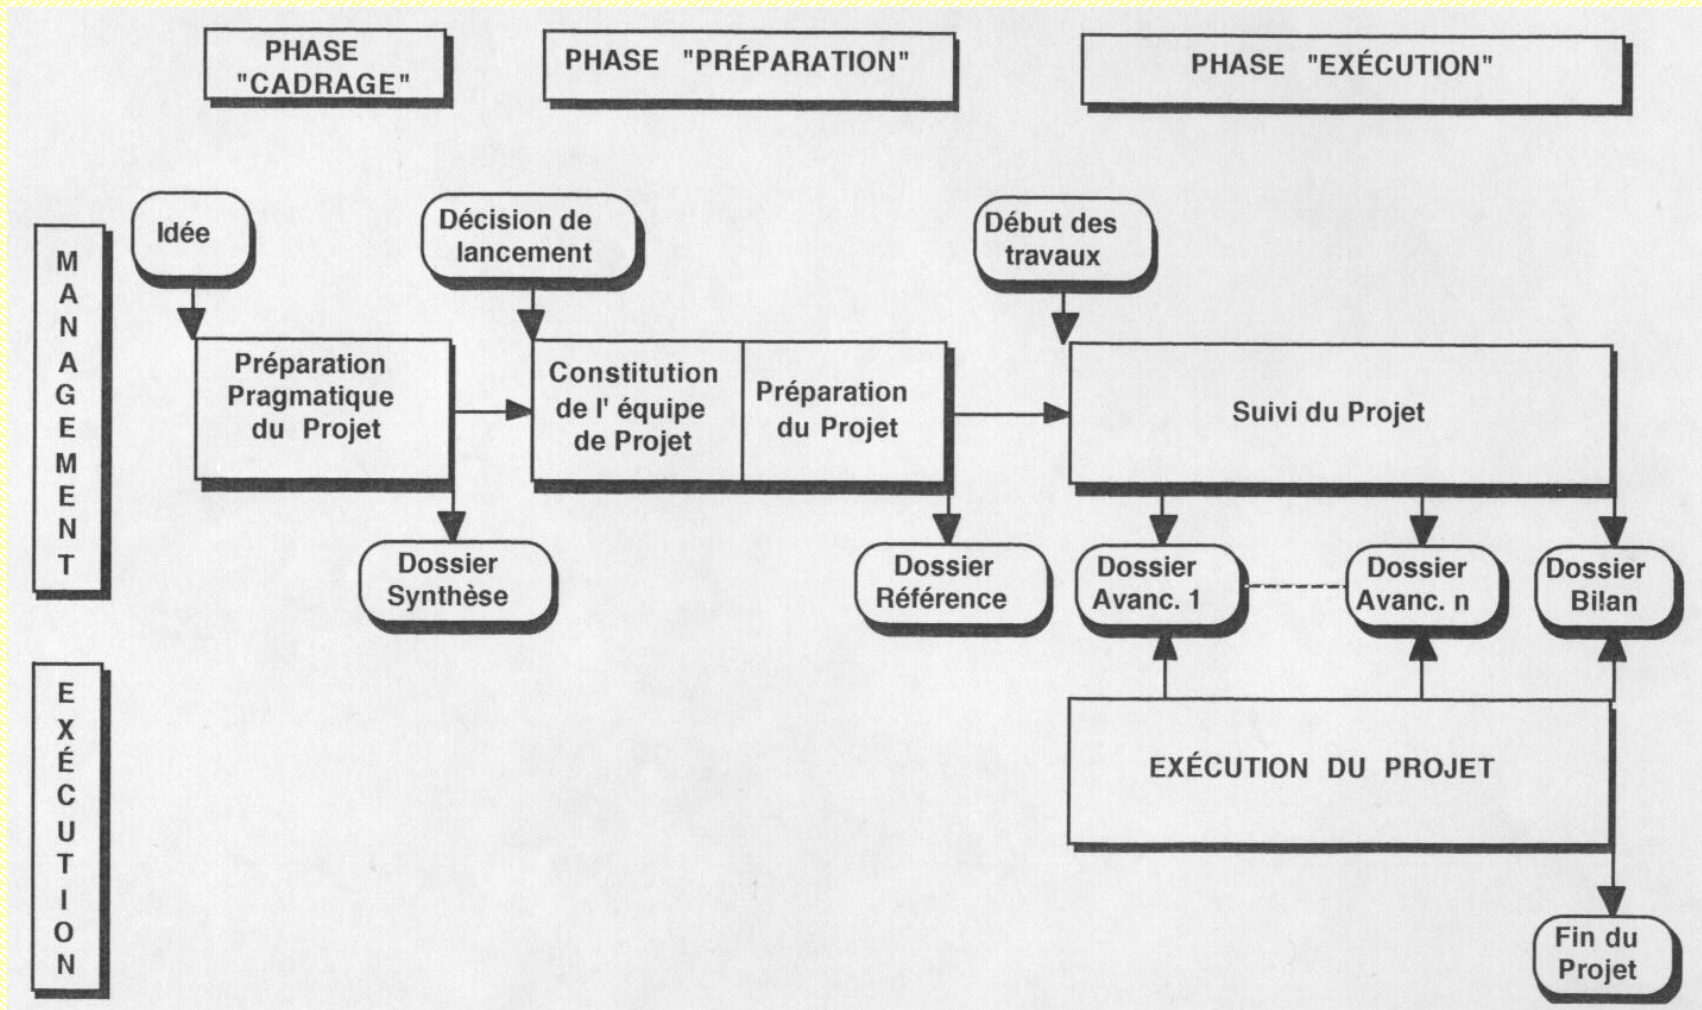 PHASE
"CADRAGE"
PHASE "PRÉPARATION"
PHASE "EXÉCUTION"
MANAGEMENT
Idée
Décision de
lancement
Début des
travaux
Préparation
Pragmatique
du Projet
Constitution
de l' équipe
de Projet
Préparation
du Projet
Suivi du Projet
Dossier
Synthèse
Dossier
Référence
Dossier
Avanc. 1
Dossier
Avanc. n
Dossier
Bilan
EXÉCUTION
EXÉCUTION DU PROJET
Fin du
Projet